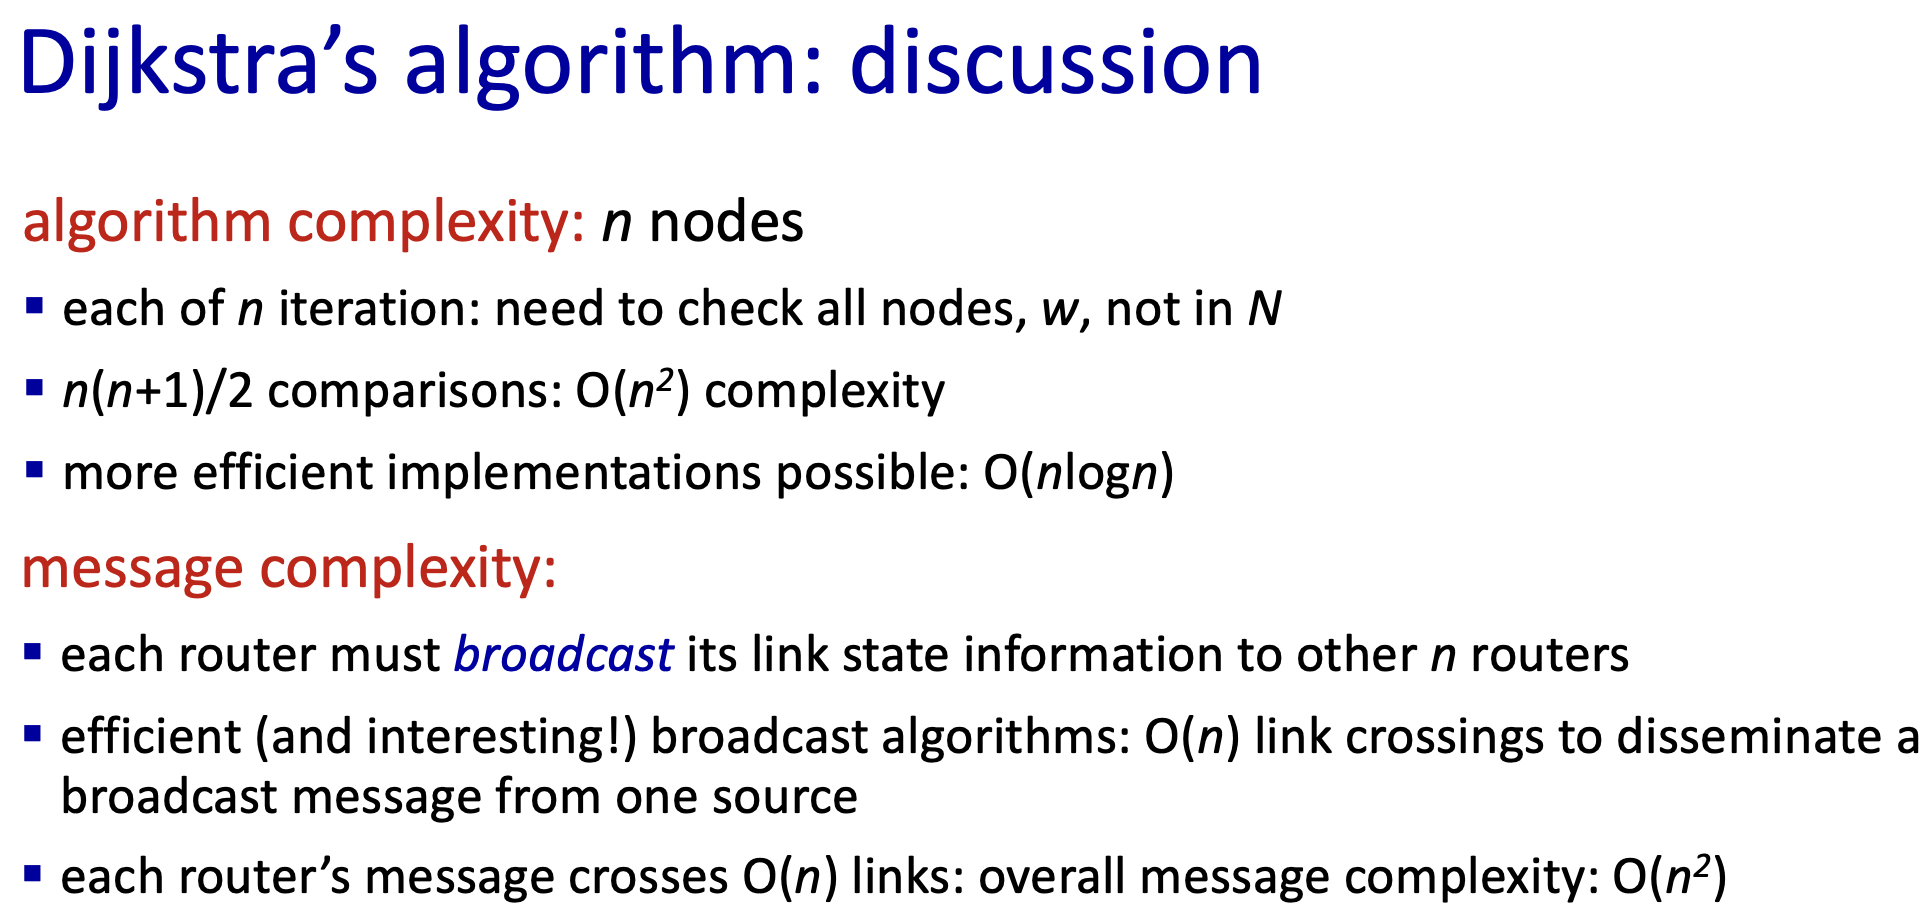 Dijkstra’s algorithm: discussion
algorithm complexity: n nodes
▪ each of n iteration: need to check all nodes, w, not in N
▪ n(n+1)/2 comparisons: O(n²) complexity
▪ more efficient implementations possible: O(nlogn)
message complexity:
▪ each router must broadcast its link state information to other n routers
▪ efficient (and interesting!) broadcast algorithms: O(n) link crossings to disseminate a
broadcast message from one source
▪ each router’s message crosses O(n) links: overall message complexity: O(n²)